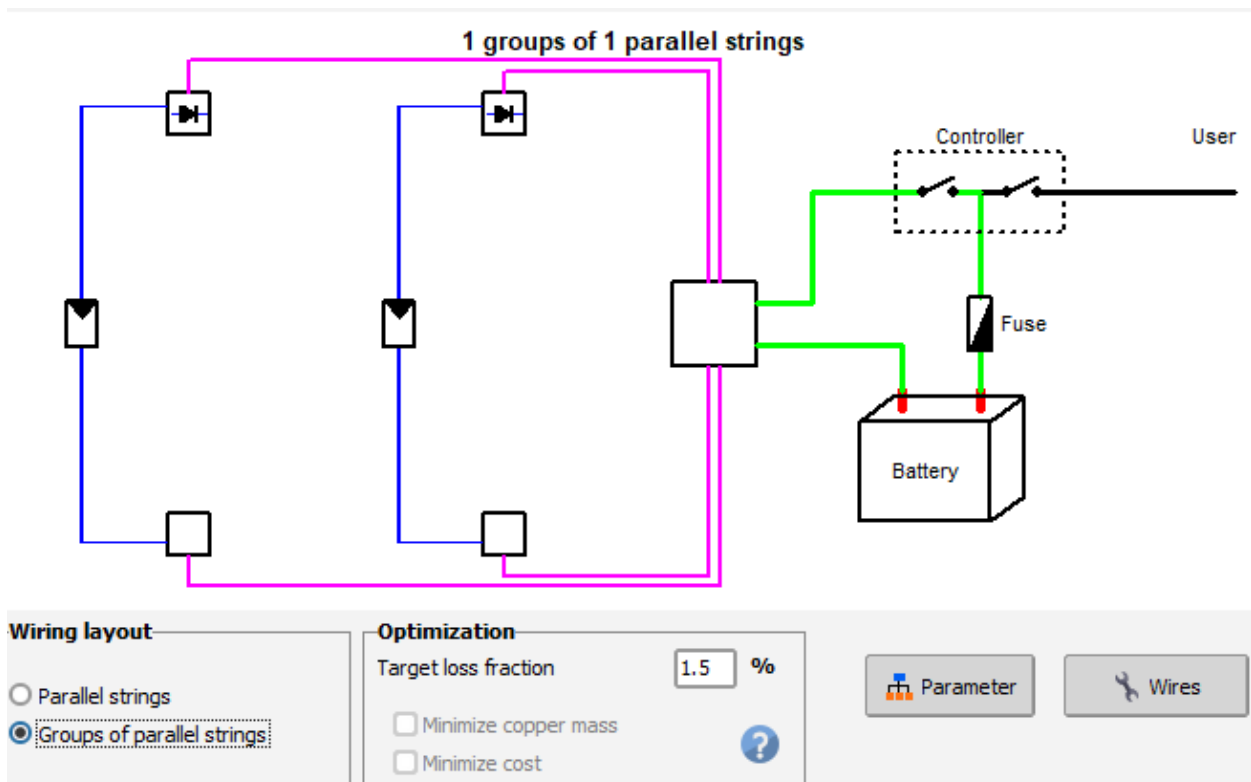 1 groups of 1 parallel strings
Controller
User
Fuse
Battery
Wiring layout
Parallel strings
Groups of parallel strings
Optimization
Target loss fraction 1.5 %
Minimize copper mass
?
Minimize cost
Parameter
Wires